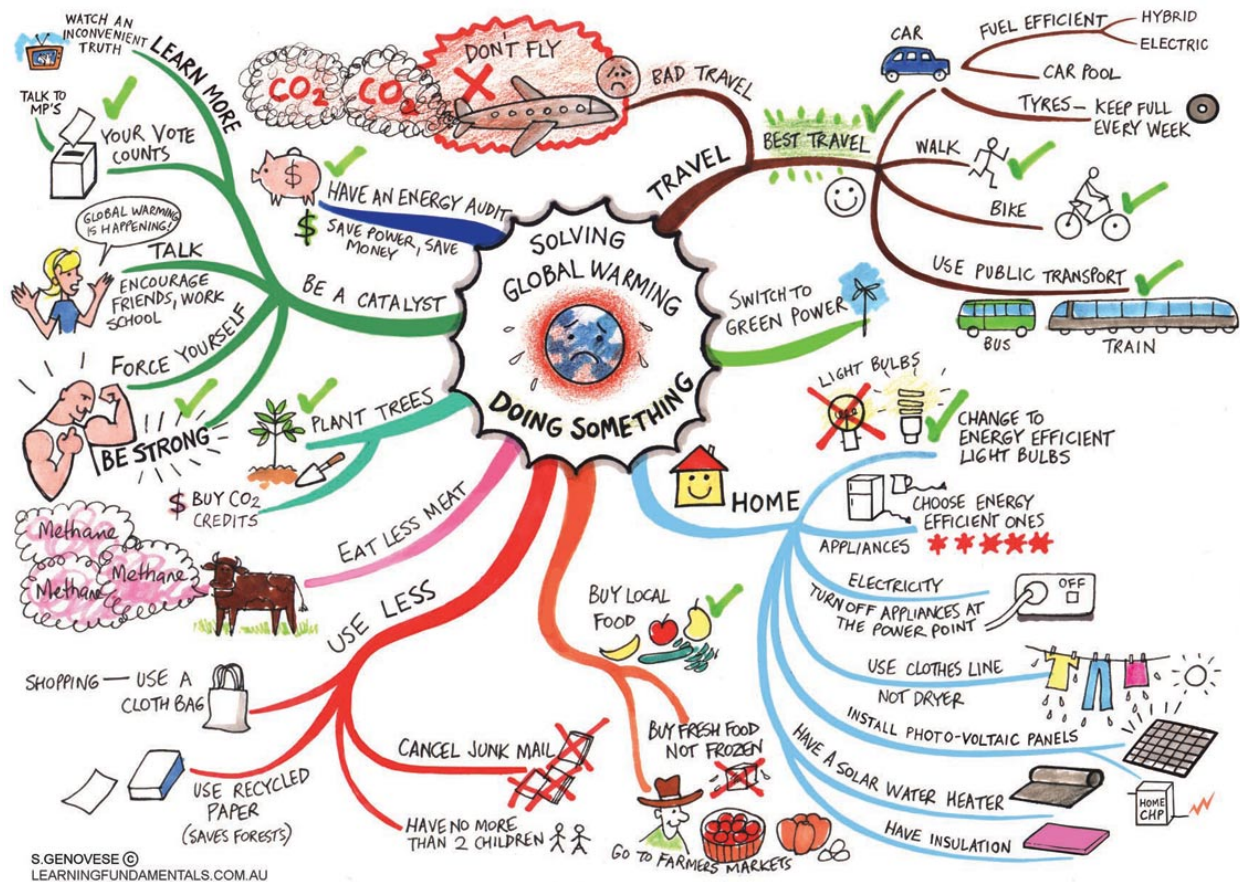 SOLVING
GLOBAL WARMING
DOING SOMETHING
TRAVEL
BAD TRAVEL
DON'T FLY
CO2
CO2
BEST TRAVEL
CAR
FUEL EFFICIENT
HYBRID
ELECTRIC
CAR POOL
TYRES — KEEP FULL
EVERY WEEK
WALK
BIKE
USE PUBLIC TRANSPORT
BUS
TRAIN
SWITCH TO
GREEN POWER
HOME
LIGHT BULBS
CHANGE TO
ENERGY EFFICIENT
LIGHT BULBS
CHOOSE ENERGY
EFFICIENT ONES
APPLIANCES
ELECTRICITY
TURN OFF APPLIANCES AT
THE POWER POINT
OFF
USE CLOTHES LINE
NOT DRYER
INSTALL PHOTO-VOLTAIC PANELS
HOME
CHP
HAVE A SOLAR WATER HEATER
HAVE INSULATION
BUY LOCAL
FOOD
BUY FRESH FOOD
NOT FROZEN
GO TO FARMERS MARKETS
USE LESS
SHOPPING — USE A
CLOTH BAG
USE RECYCLED
PAPER
(SAVES FORESTS)
CANCEL JUNK MAIL
HAVE NO MORE
THAN 2 CHILDREN
EAT LESS MEAT
Methane
Methane
Methane
PLANT TREES
$ BUY CO2
CREDITS
BE A CATALYST
LEARN MORE
WATCH AN
INCONVENIENT
TRUTH
TALK TO
MP'S
YOUR VOTE
COUNTS
TALK
GLOBAL WARMING
IS HAPPENING!
ENCOURAGE
FRIENDS, WORK
SCHOOL
FORCE YOURSELF
BE STRONG
$
HAVE AN ENERGY AUDIT
$ SAVE POWER, SAVE
MONEY
S.GENOVESE ©
LEARNINGFUNDAMENTALS.COM.AU